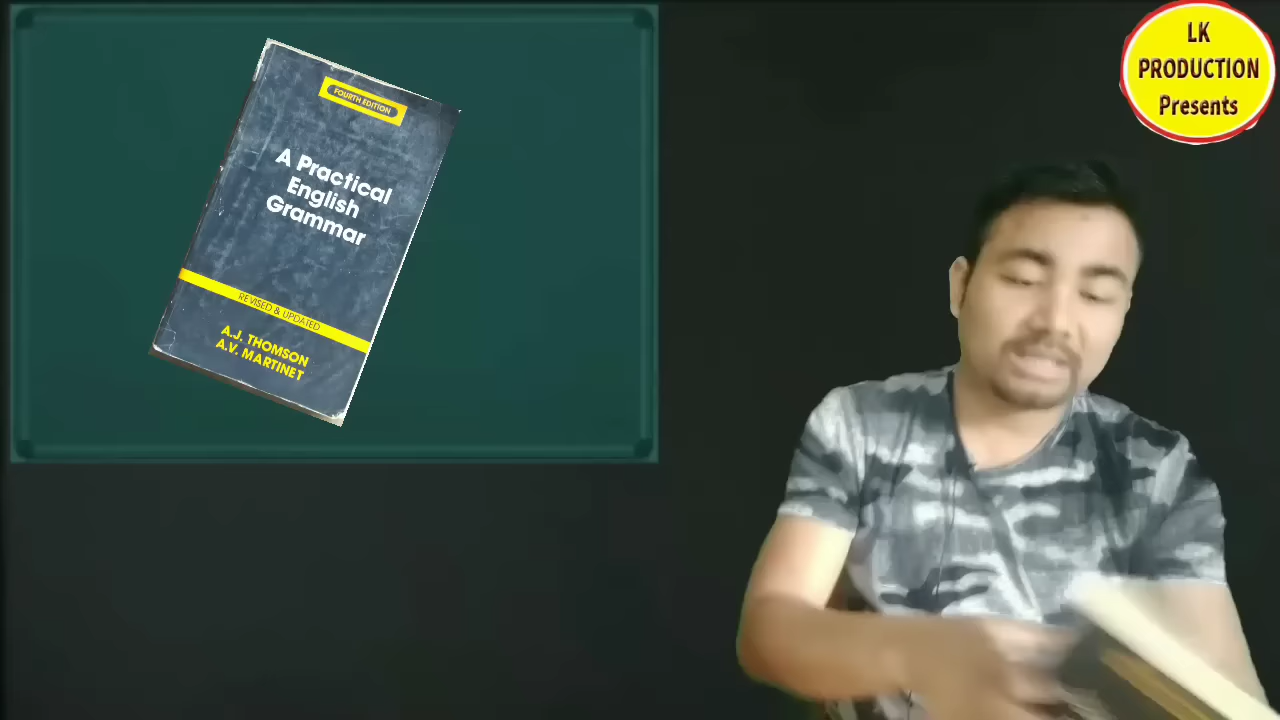 FOURTH EDITION
A Practical
English
Grammar
REVISED & UPDATED
A.J. THOMSON
A.V. MARTINET
LK
PRODUCTION
Presents